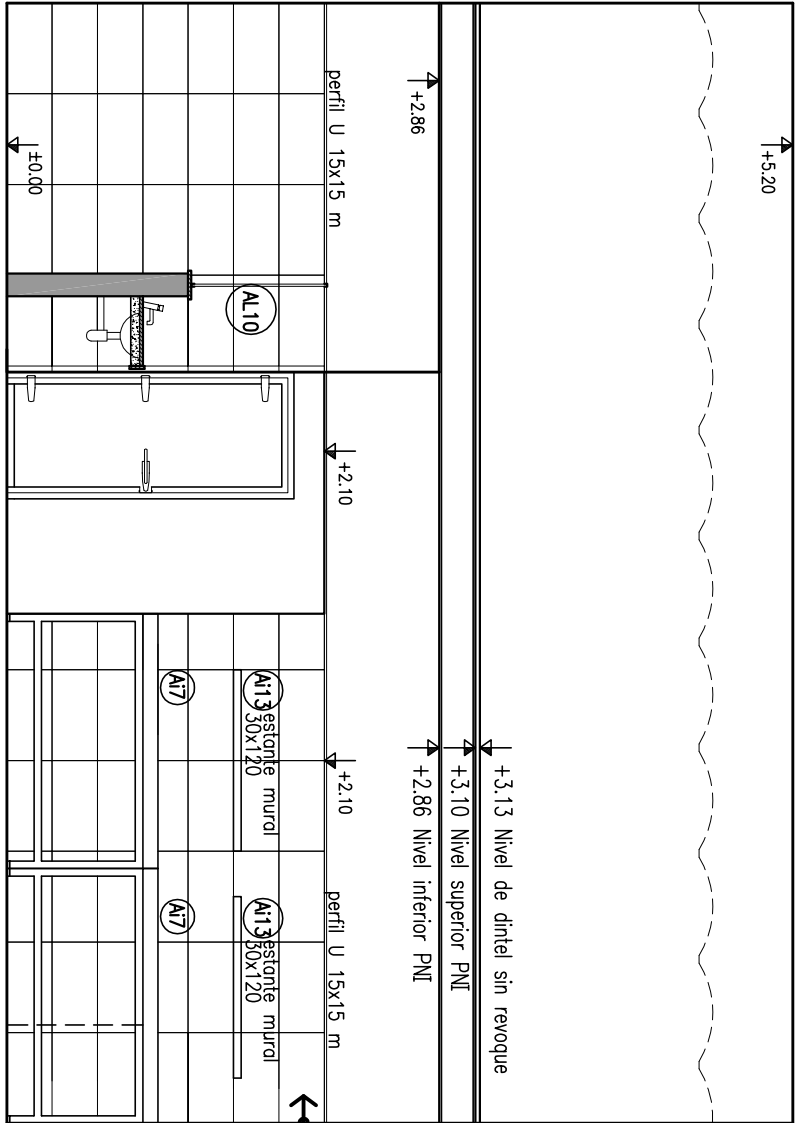 +5.20
+3.13 Nivel de dintel sin revoque
+3.10 Nivel superior PNI
+2.86 Nivel inferior PNI
+2.86
perfil U 15x15 m
+2.10
+2.10
perfil U 15x15 m
AL10
Ai13 estante mural
30x120
Ai13 estante mural
30x120
Ai7
Ai7
±0.00